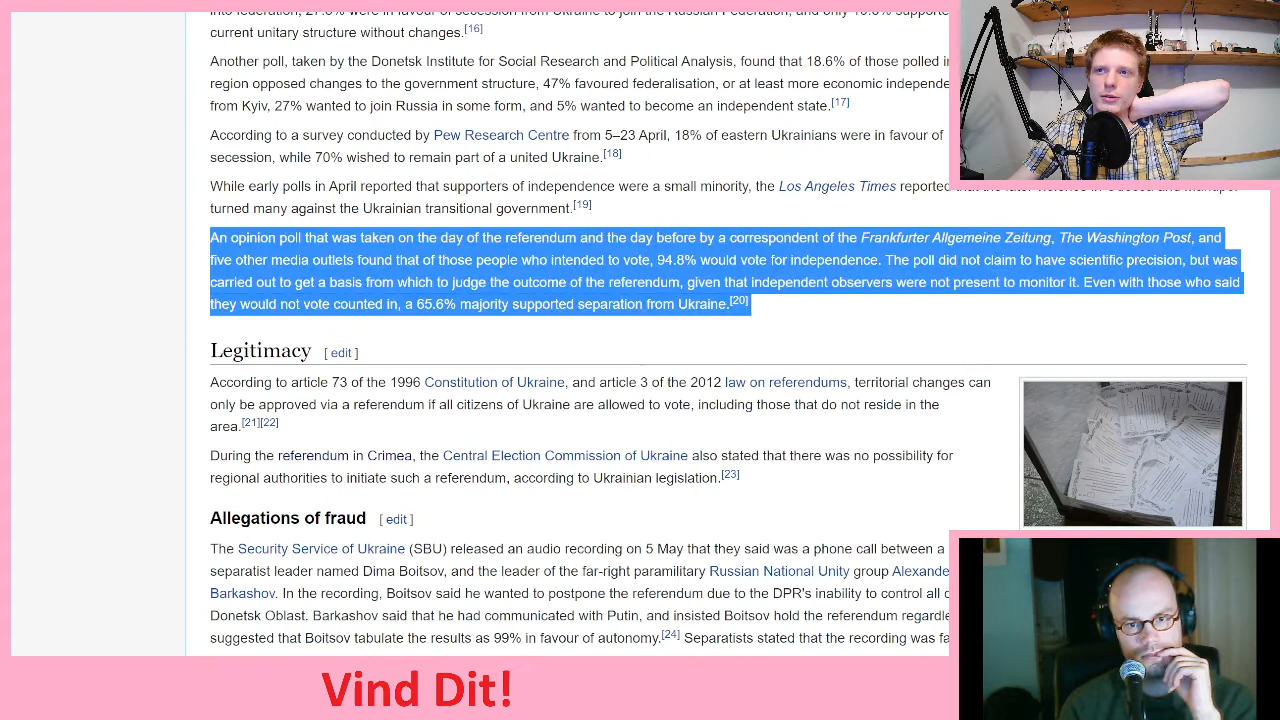 current unitary structure without changes.[16]
Another poll, taken by the Donetsk Institute for Social Research and Political Analysis, found that 18.6% of those polled i
region opposed changes to the government structure, 47% favoured federalisation, or at least more economic independe
from Kyiv, 27% wanted to join Russia in some form, and 5% wanted to become an independent state.[17]
According to a survey conducted by Pew Research Centre from 5–23 April, 18% of eastern Ukrainians were in favour of
secession, while 70% wished to remain part of a united Ukraine.[18]
While early polls in April reported that supporters of independence were a small minority, the Los Angeles Times reported
turned many against the Ukrainian transitional government.[19]
An opinion poll that was taken on the day of the referendum and the day before by a correspondent of the Frankfurter Allgemeine Zeitung, The Washington Post, and
five other media outlets found that of those people who intended to vote, 94.8% would vote for independence. The poll did not claim to have scientific precision, but was
carried out to get a basis from which to judge the outcome of the referendum, given that independent observers were not present to monitor it. Even with those who said
they would not vote counted in, a 65.6% majority supported separation from Ukraine.[20]
Legitimacy [ edit ]
According to article 73 of the 1996 Constitution of Ukraine, and article 3 of the 2012 law on referendums, territorial changes can
only be approved via a referendum if all citizens of Ukraine are allowed to vote, including those that do not reside in the
area.[21][22]
During the referendum in Crimea, the Central Election Commission of Ukraine also stated that there was no possibility for
regional authorities to initiate such a referendum, according to Ukrainian legislation.[23]
Allegations of fraud [ edit ]
The Security Service of Ukraine (SBU) released an audio recording on 5 May that they said was a phone call between a
separatist leader named Dima Boitsov, and the leader of the far-right paramilitary Russian National Unity group Alexande
Barkashov. In the recording, Boitsov said he wanted to postpone the referendum due to the DPR's inability to control all o
Donetsk Oblast. Barkashov said that he had communicated with Putin, and insisted Boitsov hold the referendum regardle
suggested that Boitsov tabulate the results as 99% in favour of autonomy.[24] Separatists stated that the recording was fa
Vind Dit!